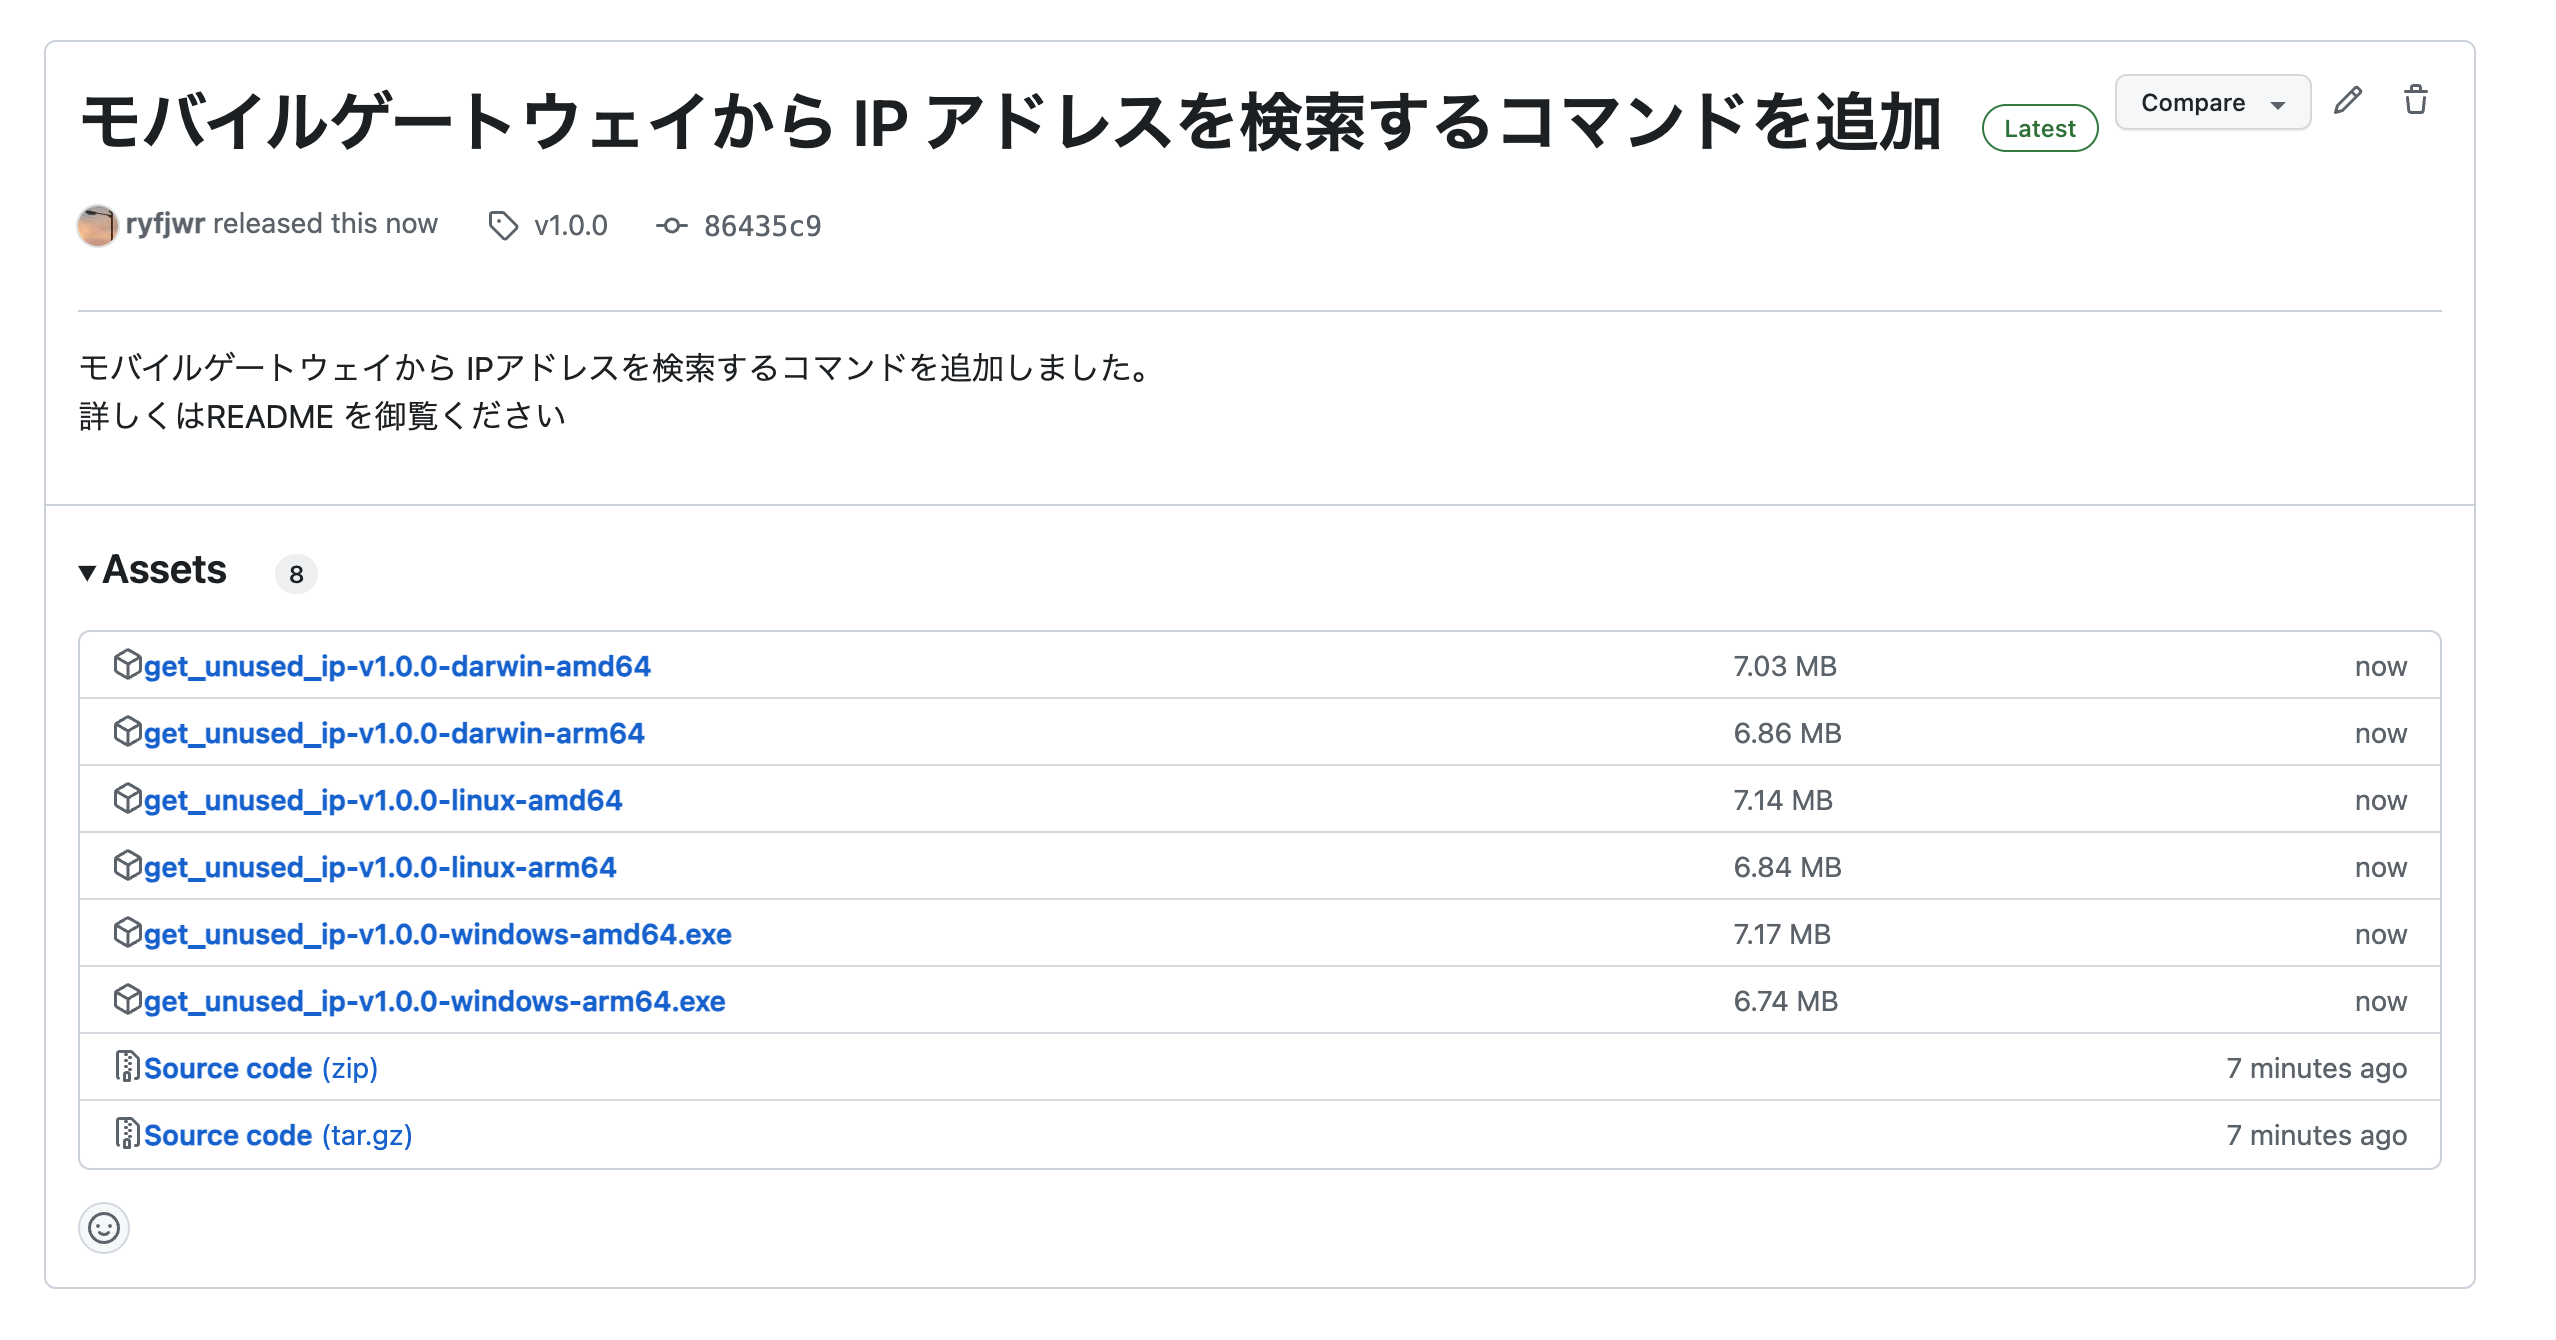 モバイルゲートウェイから IP アドレスを検索するコマンドを追加 Latest Compare
ryfjwr released this now v1.0.0 86435c9
モバイルゲートウェイから IPアドレスを検索するコマンドを追加しました。
詳しくはREADME を御覧ください
Assets 8
get_unused_ip-v1.0.0-darwin-amd64 7.03 MB now
get_unused_ip-v1.0.0-darwin-arm64 6.86 MB now
get_unused_ip-v1.0.0-linux-amd64 7.14 MB now
get_unused_ip-v1.0.0-linux-arm64 6.84 MB now
get_unused_ip-v1.0.0-windows-amd64.exe 7.17 MB now
get_unused_ip-v1.0.0-windows-arm64.exe 6.74 MB now
Source code (zip) 7 minutes ago
Source code (tar.gz) 7 minutes ago